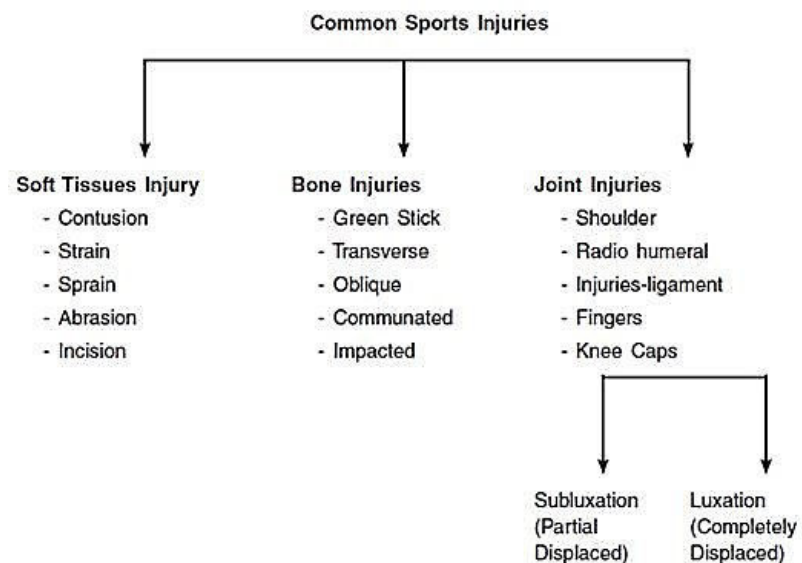 Common Sports Injuries
Soft Tissues Injury
- Contusion
- Strain
- Sprain
- Abrasion
- Incision
Bone Injuries
- Green Stick
- Transverse
- Oblique
- Communated
- Impacted
Joint Injuries
- Shoulder
- Radio humeral
- Injuries-ligament
- Fingers
- Knee Caps
Subluxation
(Partial
Displaced)
Luxation
(Completely
Displaced)